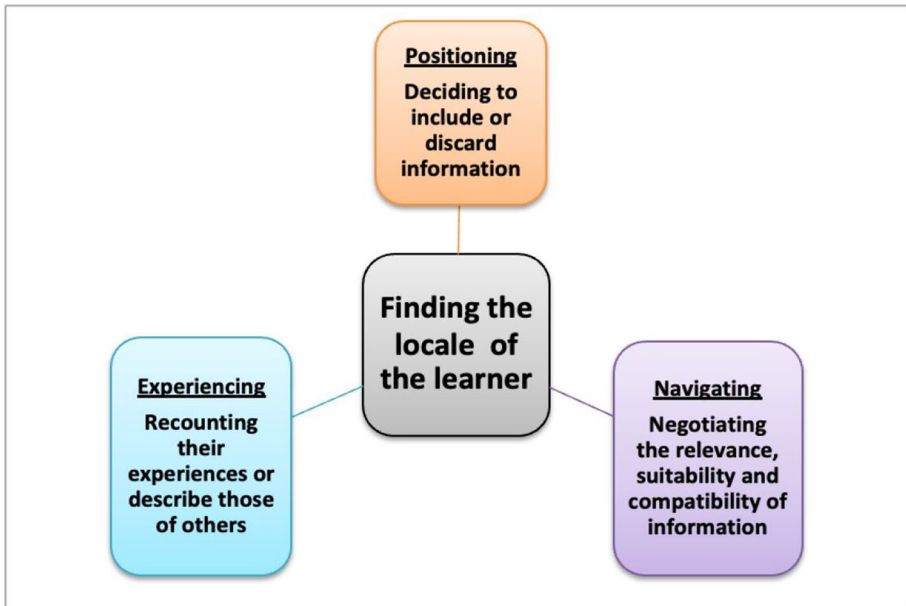 Positioning
Deciding to
include or
discard
information
Finding the
locale of
the learner
Experiencing
Recounting
their
experiences or
describe those
of others
Navigating
Negotiating
the relevance,
suitability and
compatibility of
information